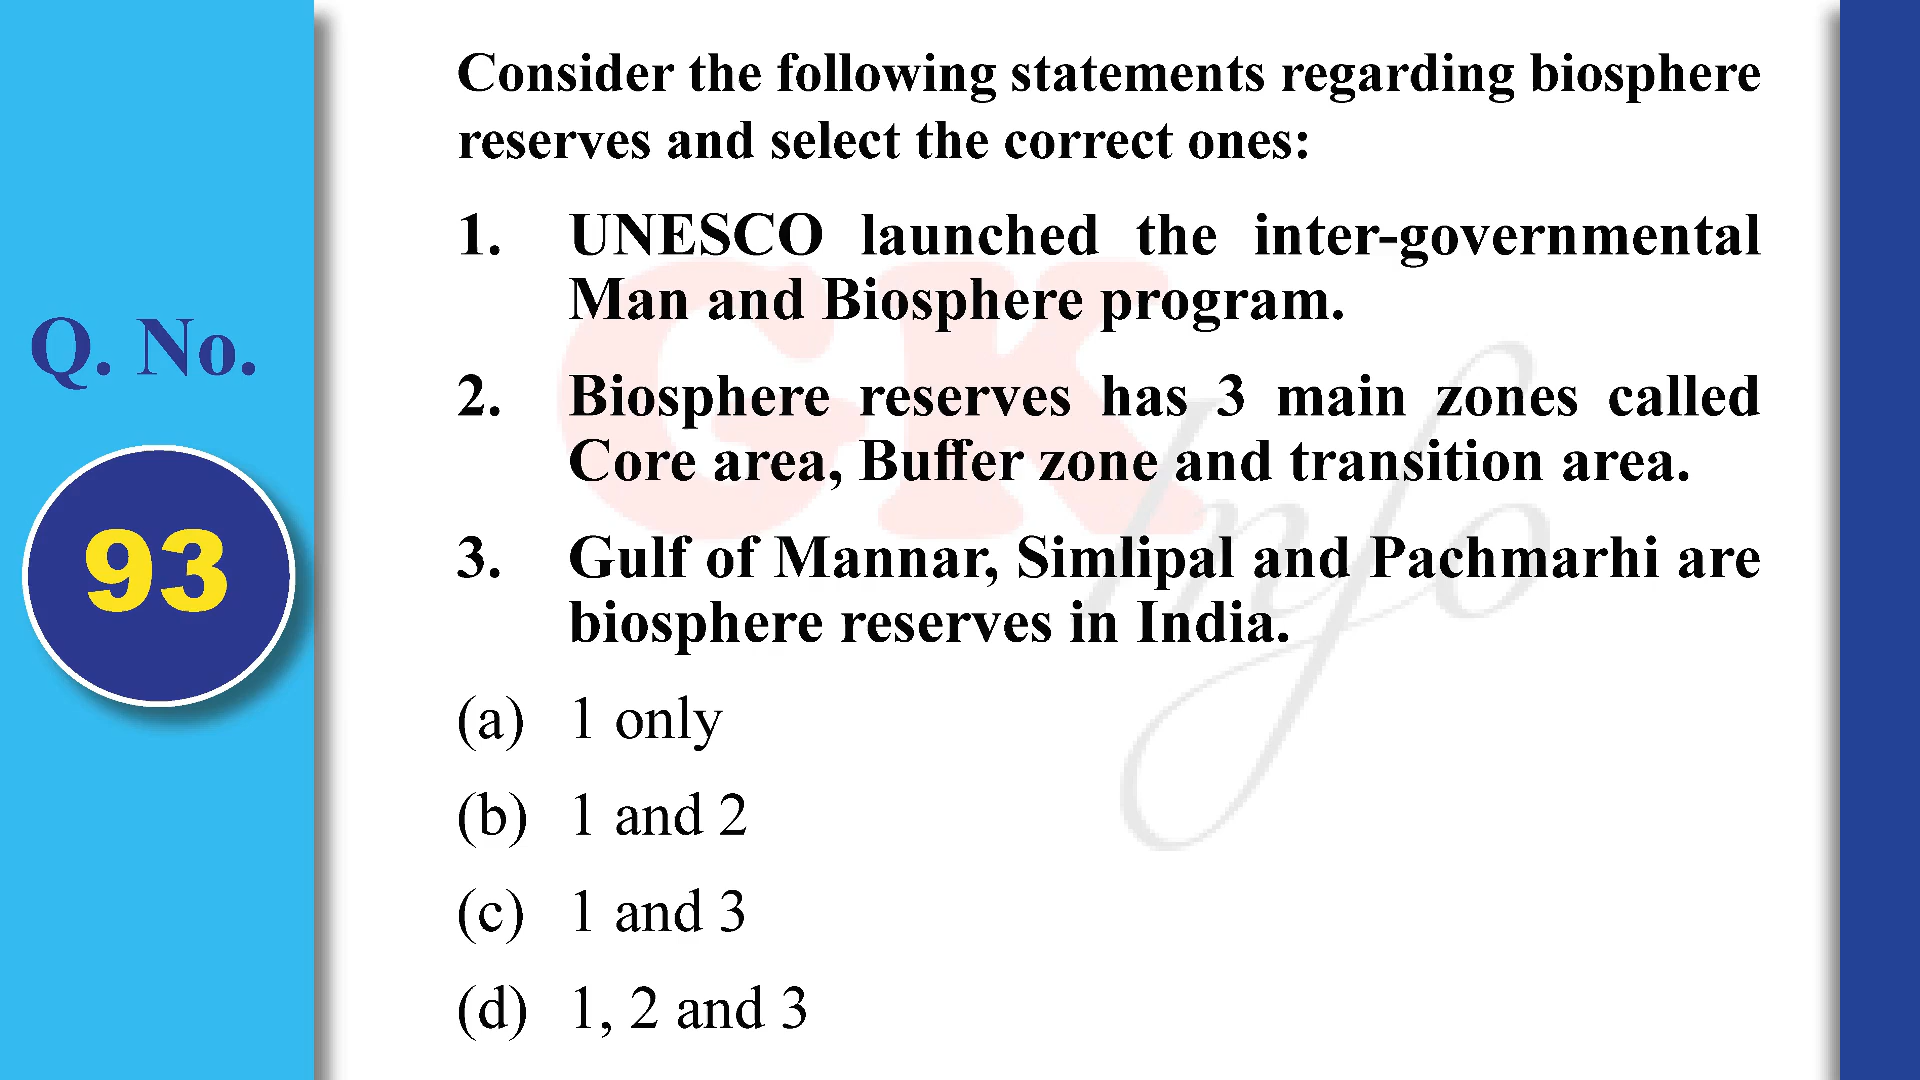 Q. No.
93
Consider the following statements regarding biosphere
reserves and select the correct ones:
1. UNESCO launched the inter-governmental
Man and Biosphere program.
2. Biosphere reserves has 3 main zones called
Core area, Buffer zone and transition area.
3. Gulf of Mannar, Simlipal and Pachmarhi are
biosphere reserves in India.
(a) 1 only
(b) 1 and 2
(c) 1 and 3
(d) 1, 2 and 3
GK
Info